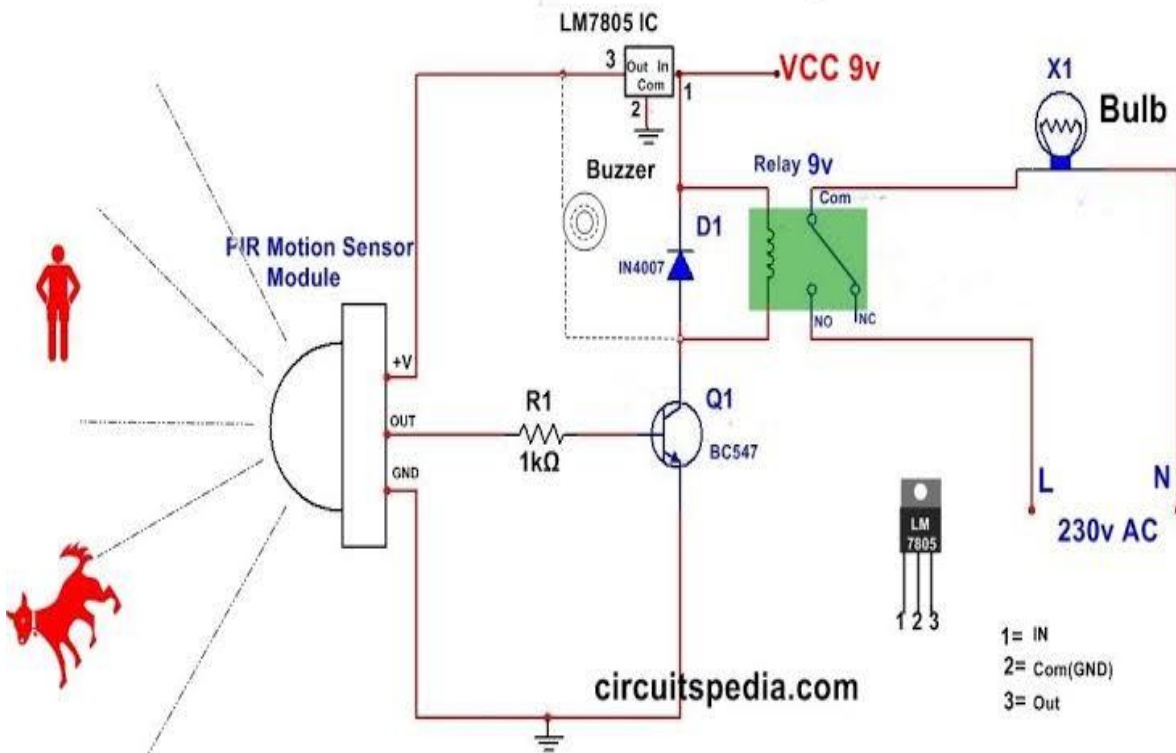 LM7805 IC
3
Out In
Com
1
2
VCC 9v
X1
Bulb
Buzzer
Relay 9v
Com
D1
IN4007
NO
NC
PIR Motion Sensor
Module
+V
OUT
GND
R1
1kΩ
Q1
BC547
L
N
230v AC
LM
7805
1 2 3
1= IN
2= Com(GND)
3= Out
circuitspedia.com